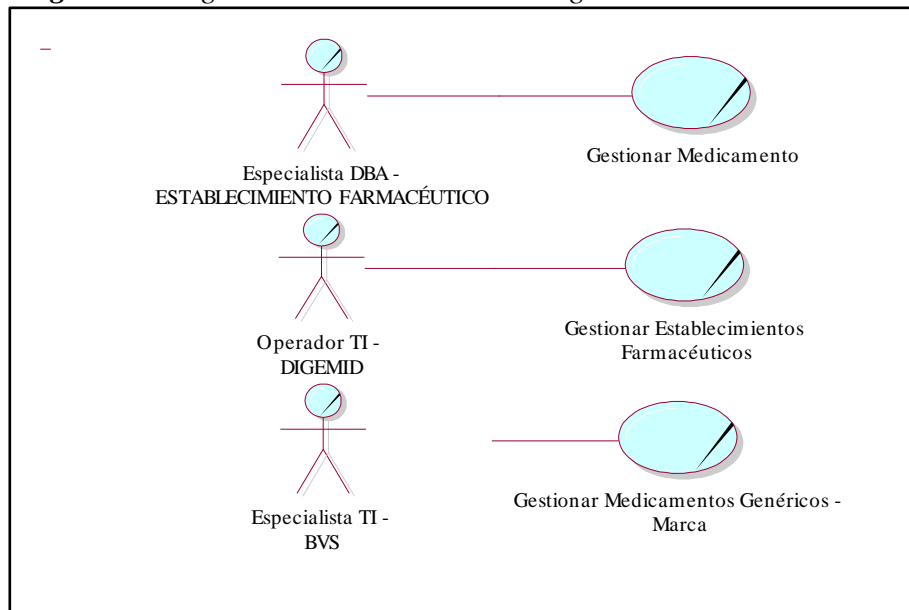 Especialista DBA -
ESTABLECIMIENTO FARMACÉUTICO
Gestionar Medicamento
Operador TI -
DIGEMID
Gestionar Establecimientos
Farmacéuticos
Especialista TI -
BVS
Gestionar Medicamentos Genéricos -
Marca